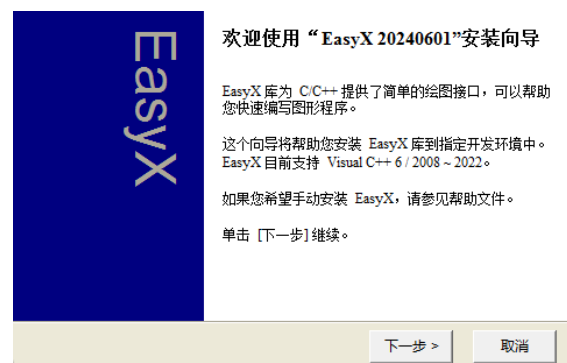 EasyX
欢迎使用“EasyX 20240601”安装向导
EasyX 库为 C/C++ 提供了简单的绘图接口，可以帮助
您快速编写图形程序。
这个向导将帮助您安装 EasyX 库到指定开发环境中。
EasyX 目前支持 Visual C++ 6 / 2008 ~ 2022。
如果您希望手动安装 EasyX，请参见帮助文件。
单击 [下一步] 继续。
下一步 >
取消